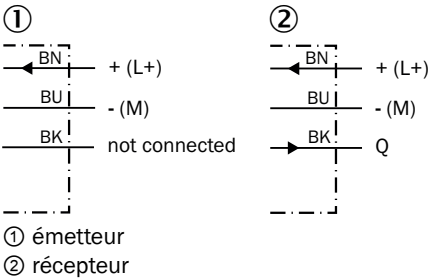 ① ②
BN + (L+) BN + (L+)
BU - (M) BU - (M)
BK not connected BK Q
① émetteur
② récepteur